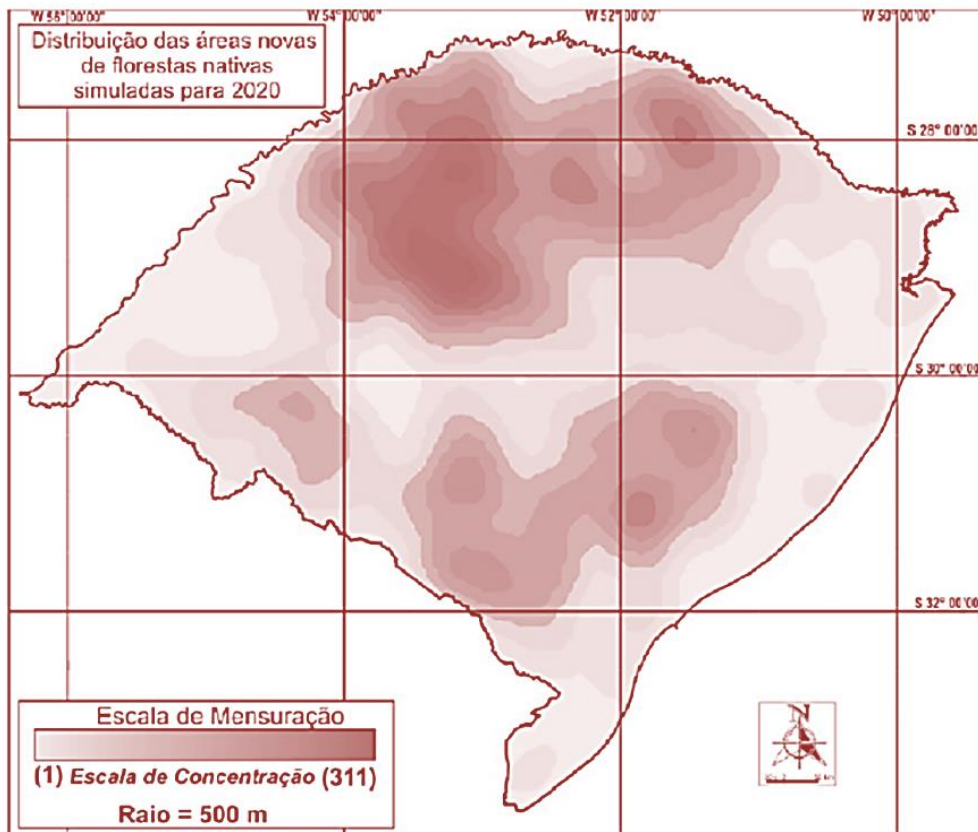 W 56° 00'00" W 54° 00'00" W 52° 00'00" W 50° 00'00"
Distribuição das áreas novas
de florestas nativas
simuladas para 2020
S 28° 00'00"
S 30° 00'00"
S 32° 00'00"
Escala de Mensuração
(1) Escala de Concentração (311)
Raio = 500 m
N